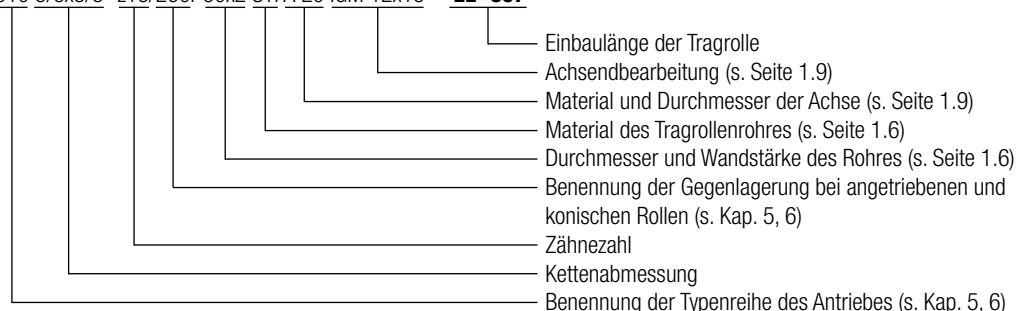 Einbaulänge der Tragrolle
Achsendbearbeitung (s. Seite 1.9)
Material und Durchmesser der Achse (s. Seite 1.9)
Material des Tragrollenrohres (s. Seite 1.6)
Durchmesser und Wandstärke des Rohres (s. Seite 1.6)
Benennung der Gegenlagerung bei angetriebenen und
konischen Rollen (s. Kap. 5, 6)
Zähnezahl
Kettenabmessung
Benennung der Typenreihe des Antriebes (s. Kap. 5, 6)